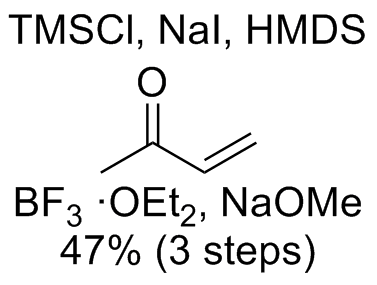 TMSCl, NaI, HMDS
O
BF₃ ·OEt₂, NaOMe
47% (3 steps)